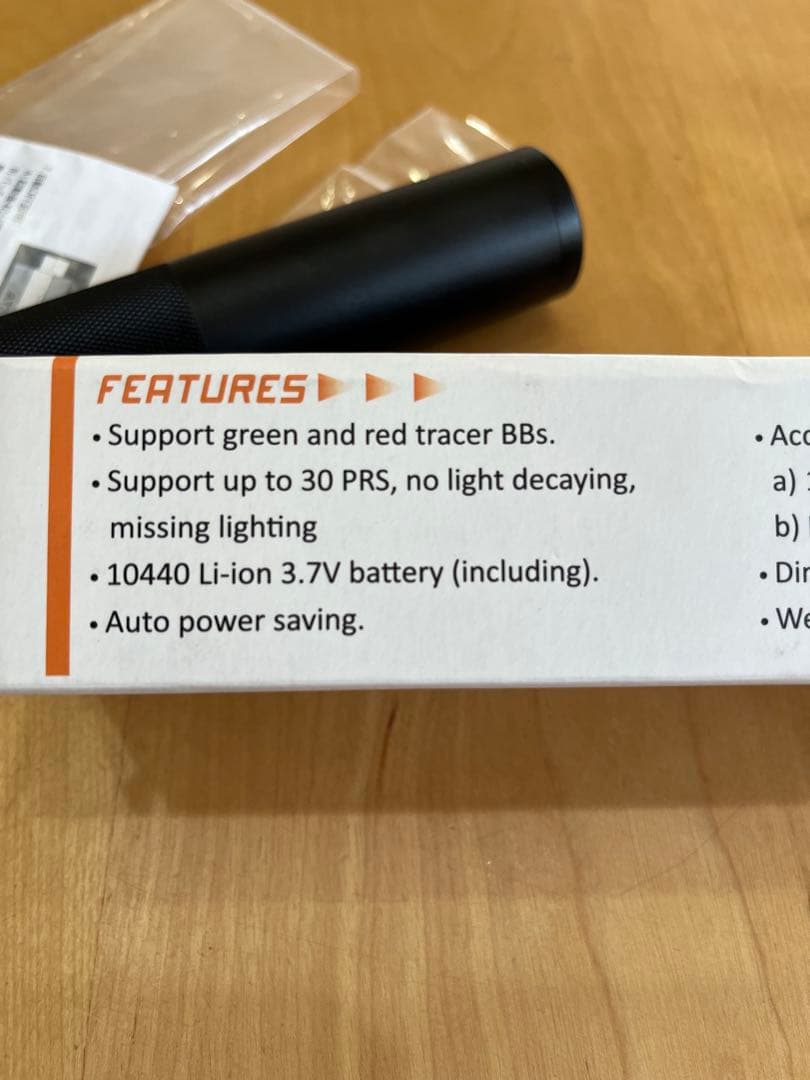 FEATURES
• Support green and red tracer BBs.
• Support up to 30 PRS, no light decaying,
missing lighting
• 10440 Li-ion 3.7V battery (including).
• Auto power saving.
•
a)
b)
•
•